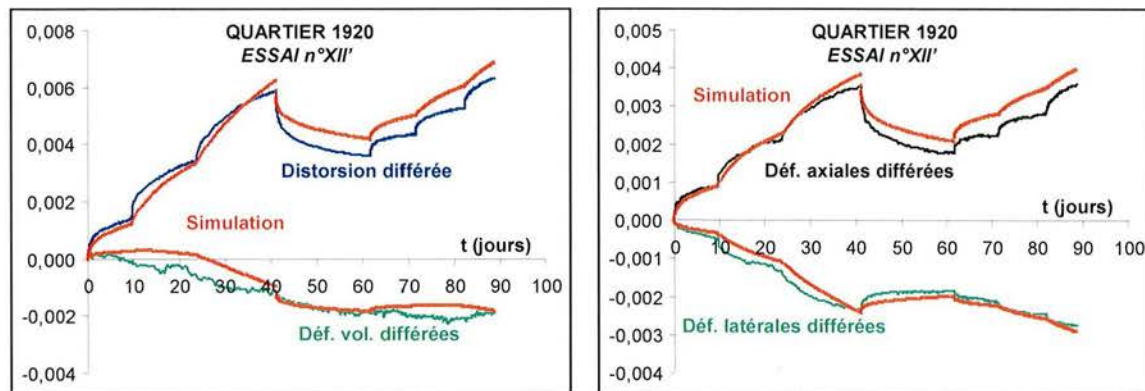 QUARTIER 1920
ESSAI n°XII'
0,008
0,006
0,004
0,002
0,000
-0,002
-0,004
Distorsion différée
Simulation
t (jours)
0 10 20 30 40 50 60 70 80 90 100
Déf. vol. différées
QUARTIER 1920
ESSAI n°XII'
0,005
0,004
0,003
0,002
0,001
0,000
-0,001
-0,002
-0,003
-0,004
Simulation
Déf. axiales différées
t (jours)
0 10 20 30 40 50 60 70 80 90 100
Déf. latérales différées